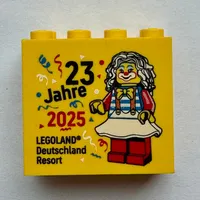 23
Jahre
2025
LEGOLAND®
Deutschland
Resort